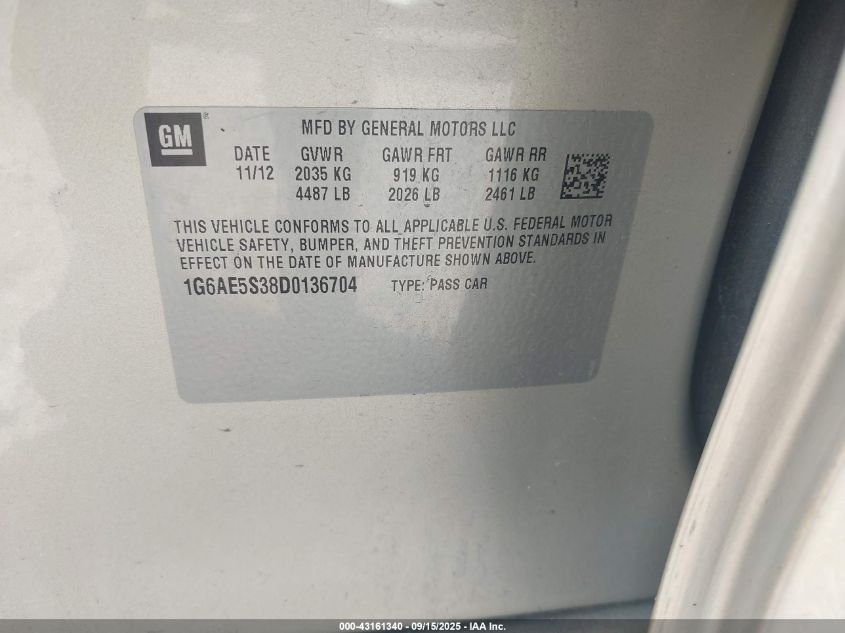 GM ®
MFD BY GENERAL MOTORS LLC
DATE GVWR GAWR FRT GAWR RR
11/12 2035 KG 919 KG 1116 KG
4487 LB 2026 LB 2461 LB
THIS VEHICLE CONFORMS TO ALL APPLICABLE U.S. FEDERAL MOTOR
VEHICLE SAFETY, BUMPER, AND THEFT PREVENTION STANDARDS IN
EFFECT ON THE DATE OF MANUFACTURE SHOWN ABOVE.
1G6AE5S38D0136704 TYPE: PASS CAR
000-43161340 - 09/15/2025 - IAA Inc.